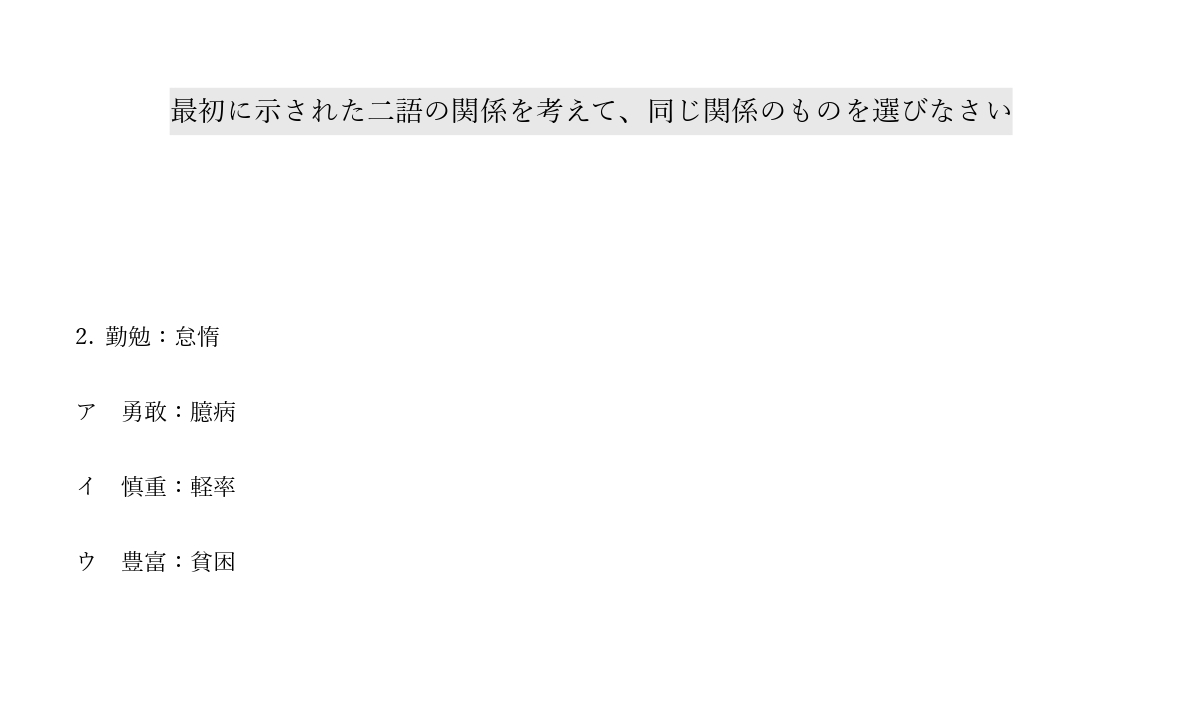 最初に示された二語の関係を考えて、同じ関係のものを選びなさい
2. 勤勉：怠惰
ア　勇敢：臆病
イ　慎重：軽率
ウ　豊富：貧困